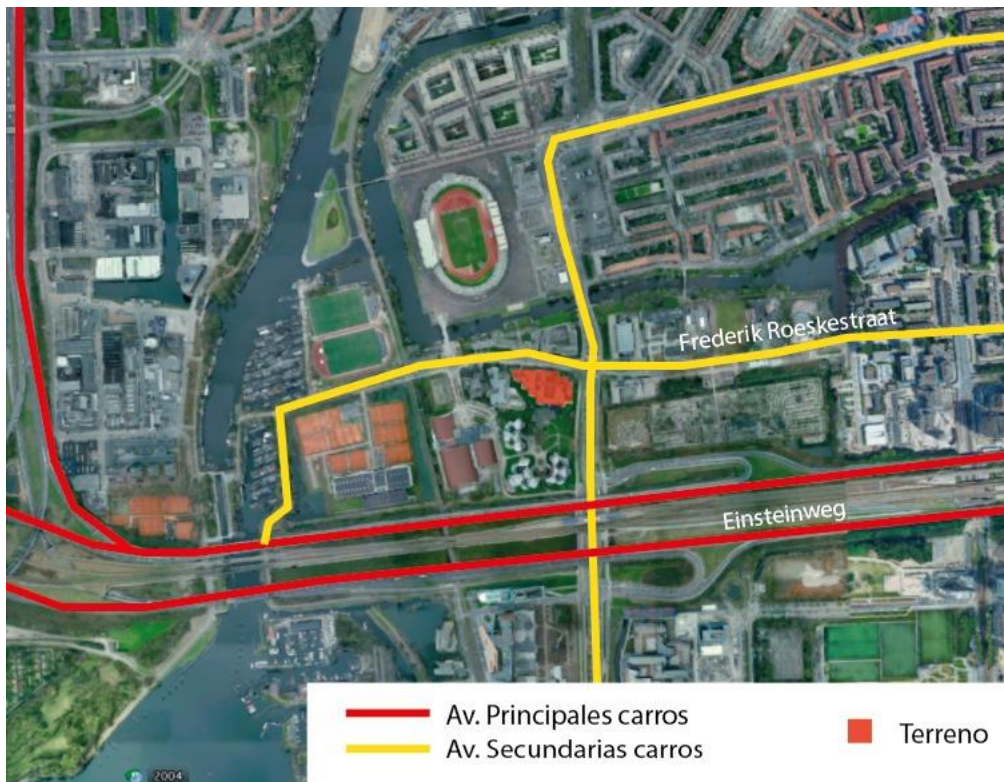 Frederik Roeskestraat
Einsteinweg
Av. Principales carros
Av. Secundarias carros
Terreno
2004